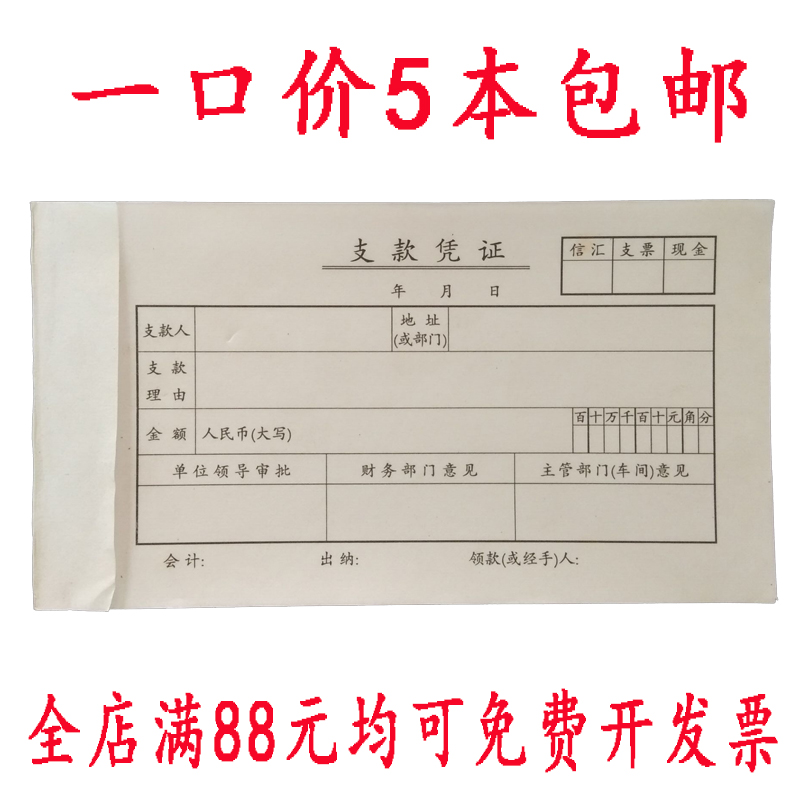 一口价5本包邮
支款凭证
信汇 支票 现金
年 月 日
支款人 地址
(或部门)
支款
理由
百十万千百十元角分
金额 人民币(大写)
单位领导审批 财务部门意见 主管部门(车间)意见
会计: 出纳: 领款(或经手)人:
全店满88元均可免费开发票